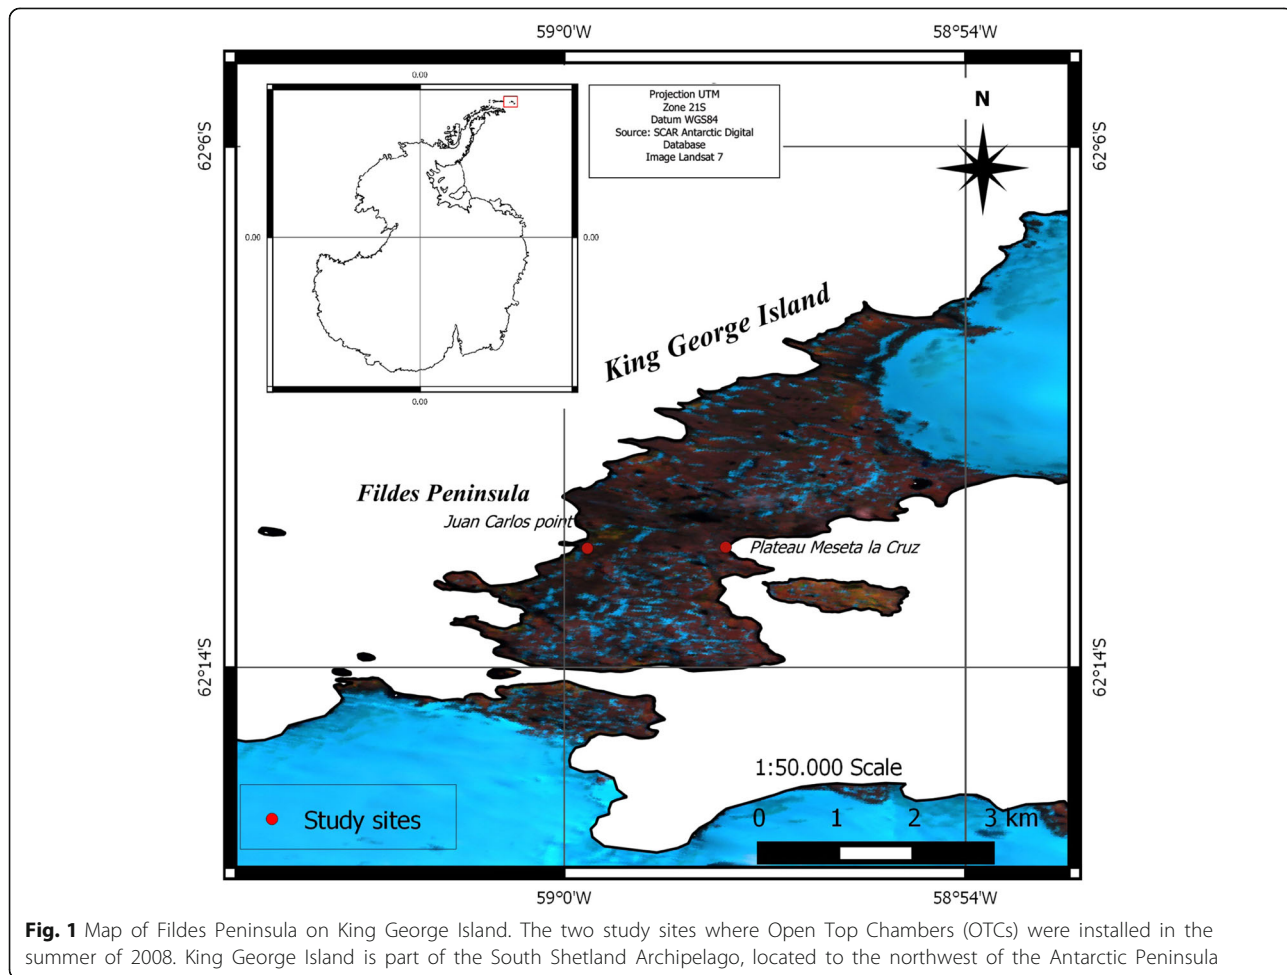 59°0'W
58°54'W
0.00
Projection UTM
Zone 21S
Datum WGS84
Source: SCAR Antarctic Digital
Database
Image Landsat 7
N
62°6'S
62°6'S
0.00
0.00
0.00
King George Island
Fildes Peninsula
Juan Carlos point
Plateau Meseta la Cruz
62°14'S
62°14'S
1:50.000 Scale
0 1 2 3 km
Study sites
59°0'W
58°54'W
Fig. 1 Map of Fildes Peninsula on King George Island. The two study sites where Open Top Chambers (OTCs) were installed in the
summer of 2008. King George Island is part of the South Shetland Archipelago, located to the northwest of the Antarctic Peninsula